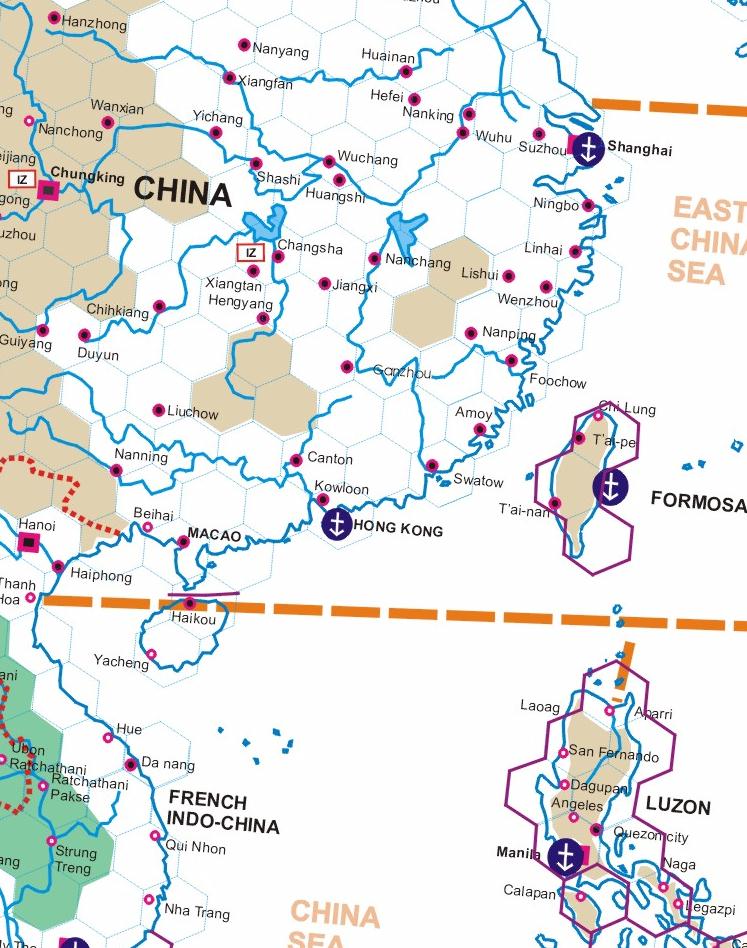 Hanzhong
Nanyang
Huainan
Xiangfan
Hefei
Wanxian
Yichang
Nanking
Nanchong
Wuhu
Suzhou
Shanghai
Wuchang
Shashi
Huangshi
IZ
Chungking
CHINA
Ningbo
EAST
CHINA
SEA
IZ
Changsha
Nanchang
Linhai
Xiangtan
Jiangxi
Lishui
Wenzhou
Hengyang
Chihkiang
Guiyang
Duyun
Nanping
Ganzhou
Foochow
Liuchow
Amoy
Chi Lung
T'ai-pe
Nanning
Canton
Swatow
Kowloon
T'ai-nan
FORMOSA
Beihai
MACAO
HONG KONG
Hanoi
Haiphong
Thanh
Hoa
Haikou
Yacheng
Laoag
Aparri
Hue
Da nang
San Fernando
Ubon
Ratchathani
Ratchathani
Pakse
FRENCH
INDO-CHINA
Dagupan
Angeles
LUZON
Quezon city
Qui Nhon
Manila
Naga
Strung
Treng
Calapan
Legazpi
Nha Trang
CHINA
SEA